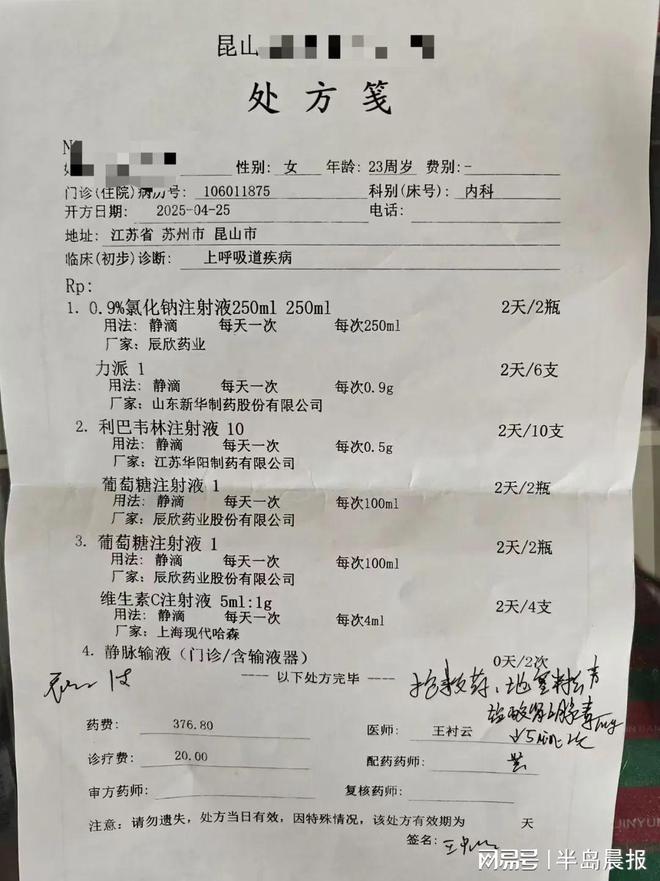 昆山
处方笺
性别: 女 年龄: 23周岁 费别:-
门诊(住院)病历号: 106011875 科别(床号): 内科
开方日期: 2025-04-25 电话:
地址: 江苏省 苏州市 昆山市
临床(初步)诊断: 上呼吸道疾病
Rp:
1. 0.9%氯化钠注射液250ml 250ml 2天/2瓶
用法: 静滴 每天一次 每次250ml
厂家: 辰欣药业
力派 1 2天/6支
用法: 静滴 每天一次 每次0.9g
厂家: 山东新华制药股份有限公司
2. 利巴韦林注射液 10 2天/10支
用法: 静滴 每天一次 每次0.5g
厂家: 江苏华阳制药有限公司
葡萄糖注射液 1 2天/2瓶
用法: 静滴 每天一次 每次100ml
厂家: 辰欣药业股份有限公司
3. 葡萄糖注射液 1 2天/2瓶
用法: 静滴 每天一次 每次100ml
厂家: 辰欣药业股份有限公司
维生素C注射液 5ml:1g 2天/4支
用法: 静滴 每天一次 每次4ml
厂家: 上海现代哈森
4. 静脉输液（门诊/含输液器） 0天/2次
---- 以下处方完毕 ----
药费: 376.80 医师: 王衬云
诊疗费: 20.00 配药药师:
审方药师: 复核药师:
注意: 请勿遗失，处方当日有效，因特殊情况，该处方有效期为 天
签名:
网易号 | 半岛晨报